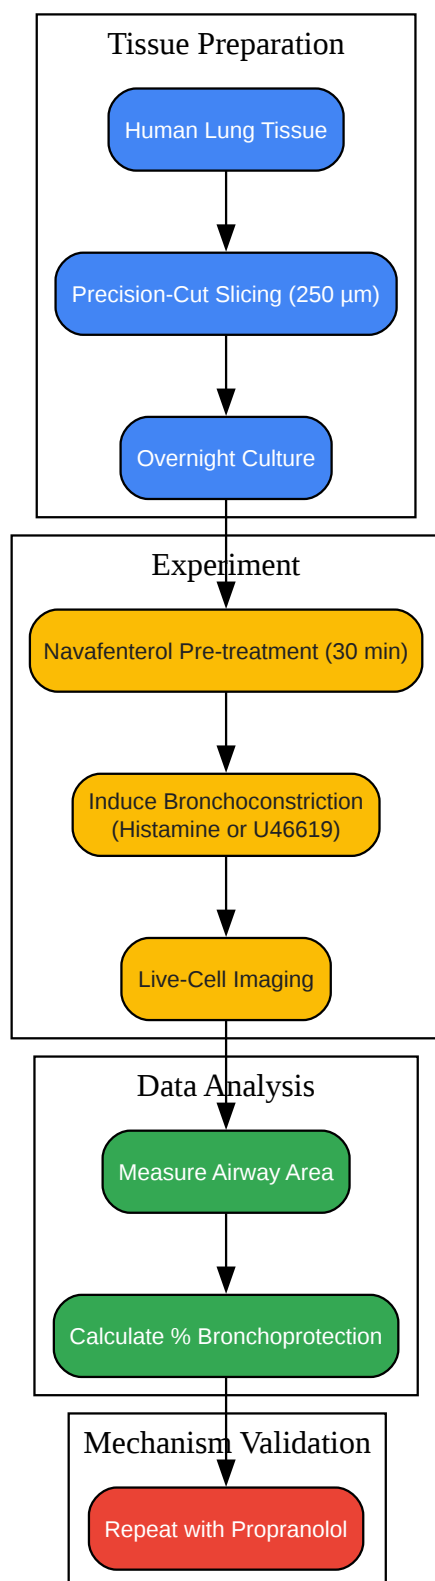 Tissue Preparation
Human Lung Tissue
Precision-Cut Slicing (250 µm)
Overnight Culture
Experiment
Navafenterol Pre-treatment (30 min)
Induce Bronchoconstriction
(Histamine or U46619)
Live-Cell Imaging
Data Analysis
Measure Airway Area
Calculate % Bronchoprotection
Mechanism Validation
Repeat with Propranolol